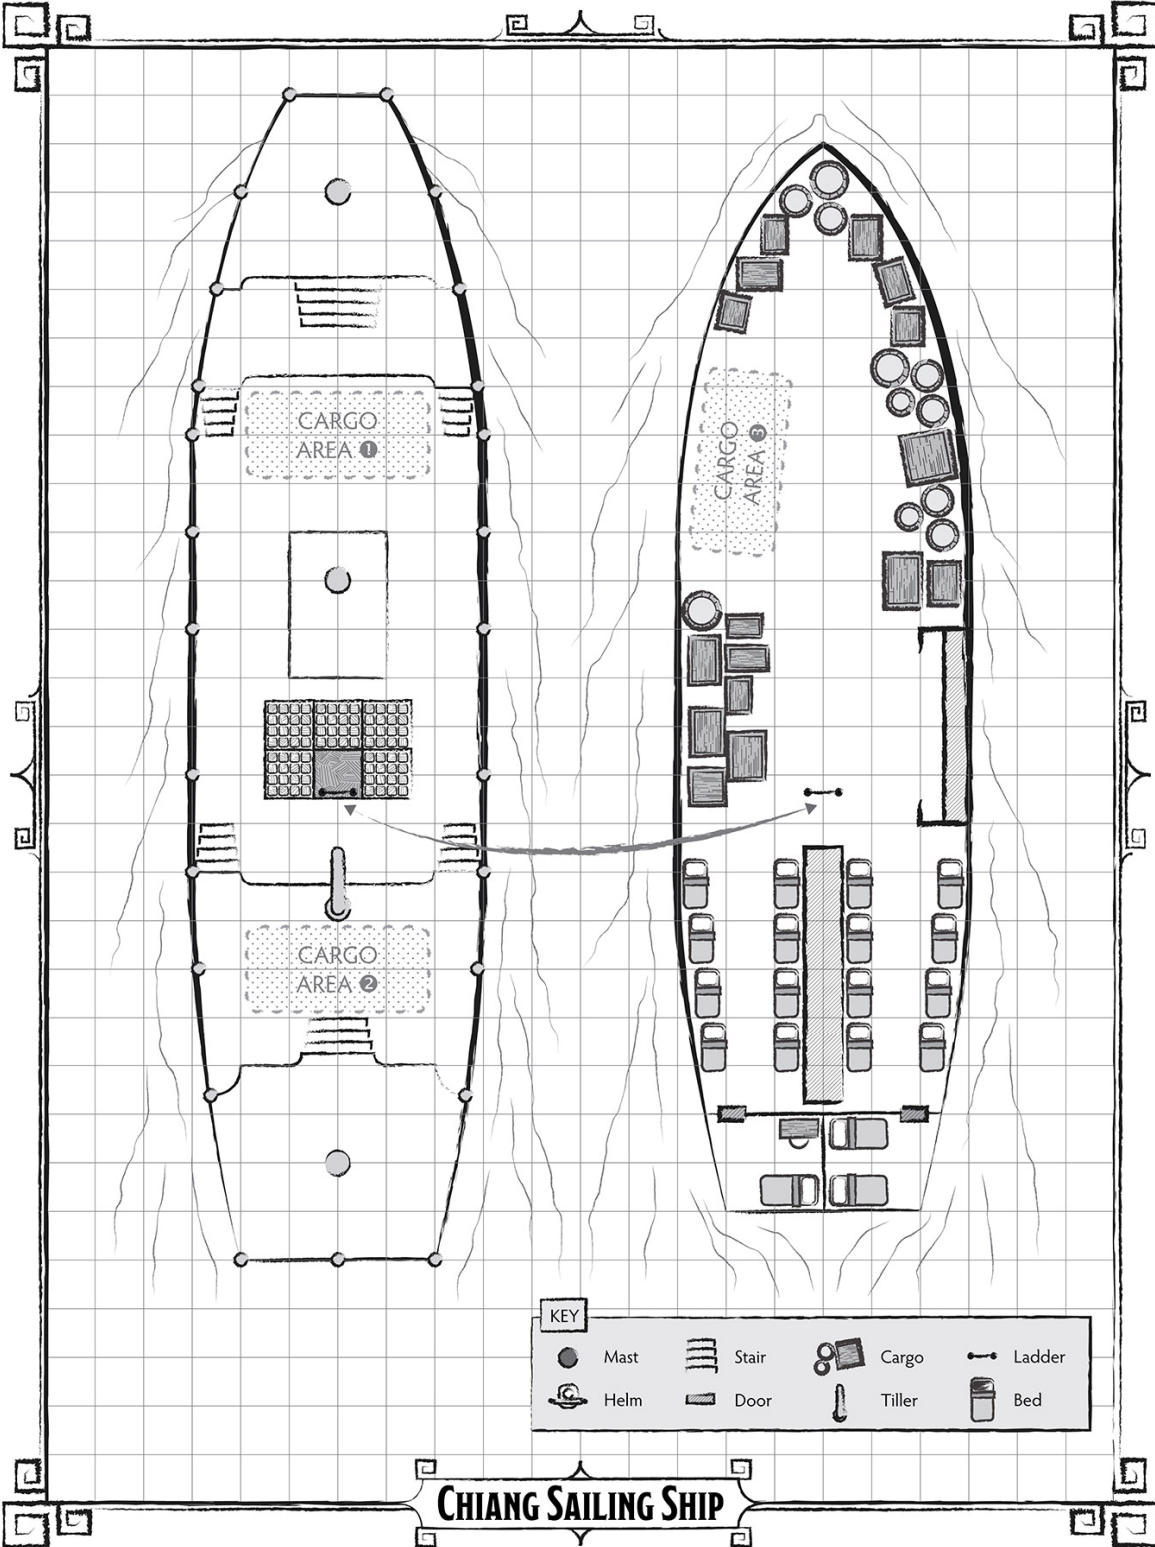 CARGO
AREA 1
CARGO
AREA 2
CARGO
AREA 3
KEY
Mast
Stair
Cargo
Ladder
Helm
Door
Tiller
Bed
CHIANG SAILING SHIP